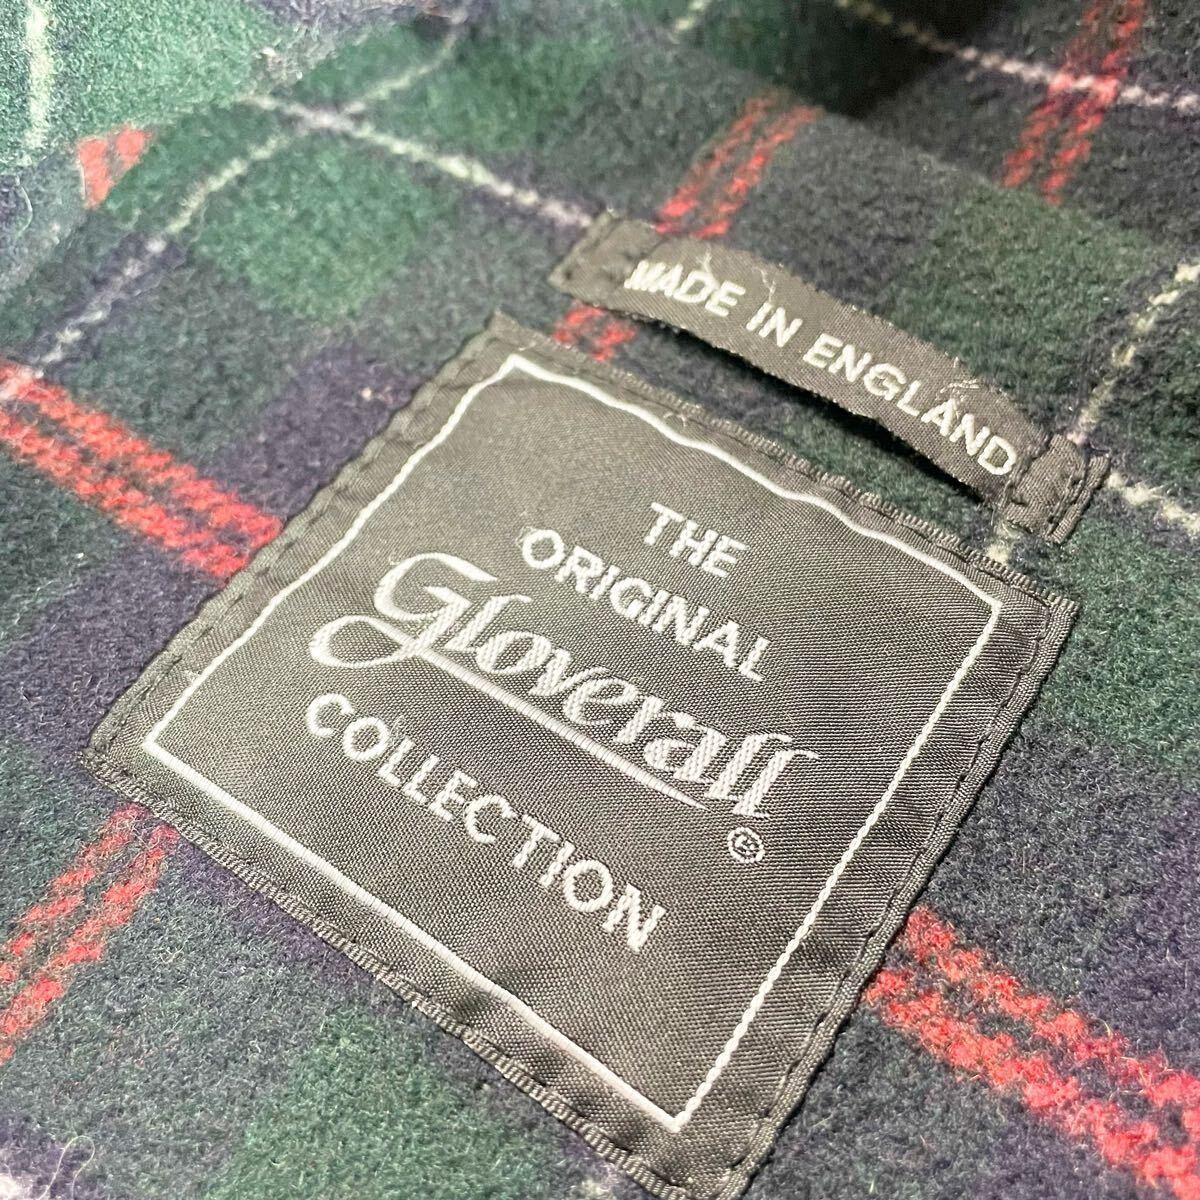 MADE IN ENGLAND
THE
ORIGINAL
Gloverall
®
COLLECTION